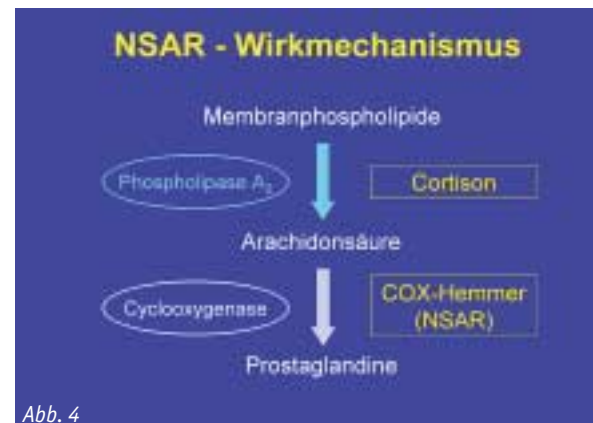 NSAR - Wirkmechanismus
Membranphospholipide
Phospholipase A₂
Cortison
Arachidonsäure
Cyclooxygenase
COX-Hemmer
(NSAR)
Prostaglandine
Abb. 4